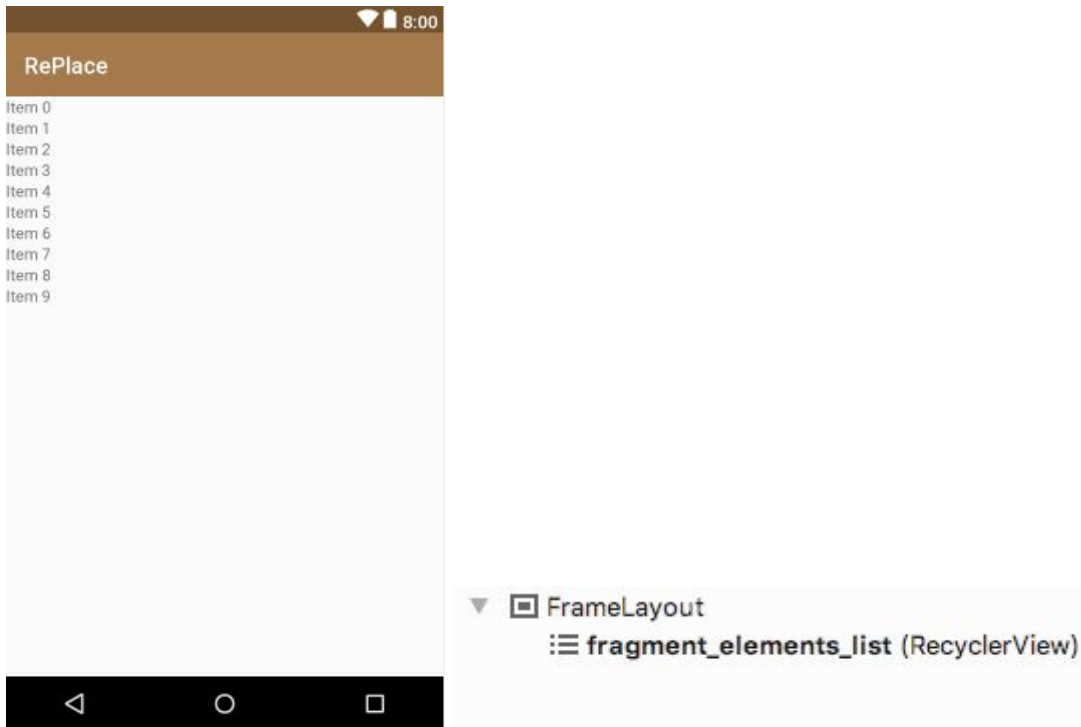 8:00
RePlace
Item 0
Item 1
Item 2
Item 3
Item 4
Item 5
Item 6
Item 7
Item 8
Item 9
FrameLayout
fragment_elements_list (RecyclerView)